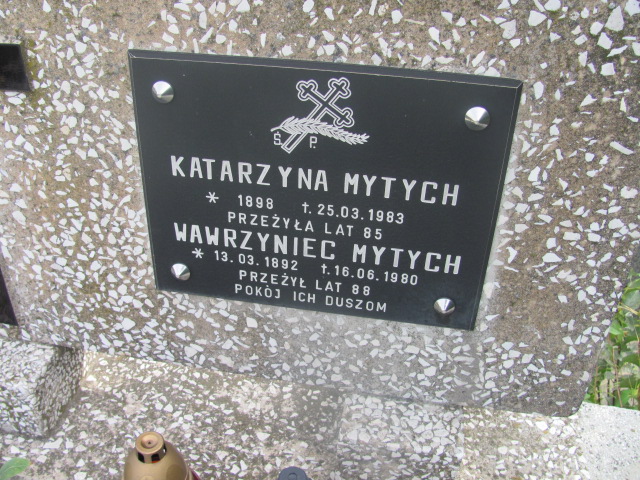 Ś. P.
KATARZYNA MYTYCH
* 1898 † 25.03.1983
PRZEŻYŁA LAT 85
WAWRZYNIEC MYTYCH
* 13.03.1892 † 16.06.1980
PRZEŻYŁ LAT 88
POKÓJ ICH DUSZOM